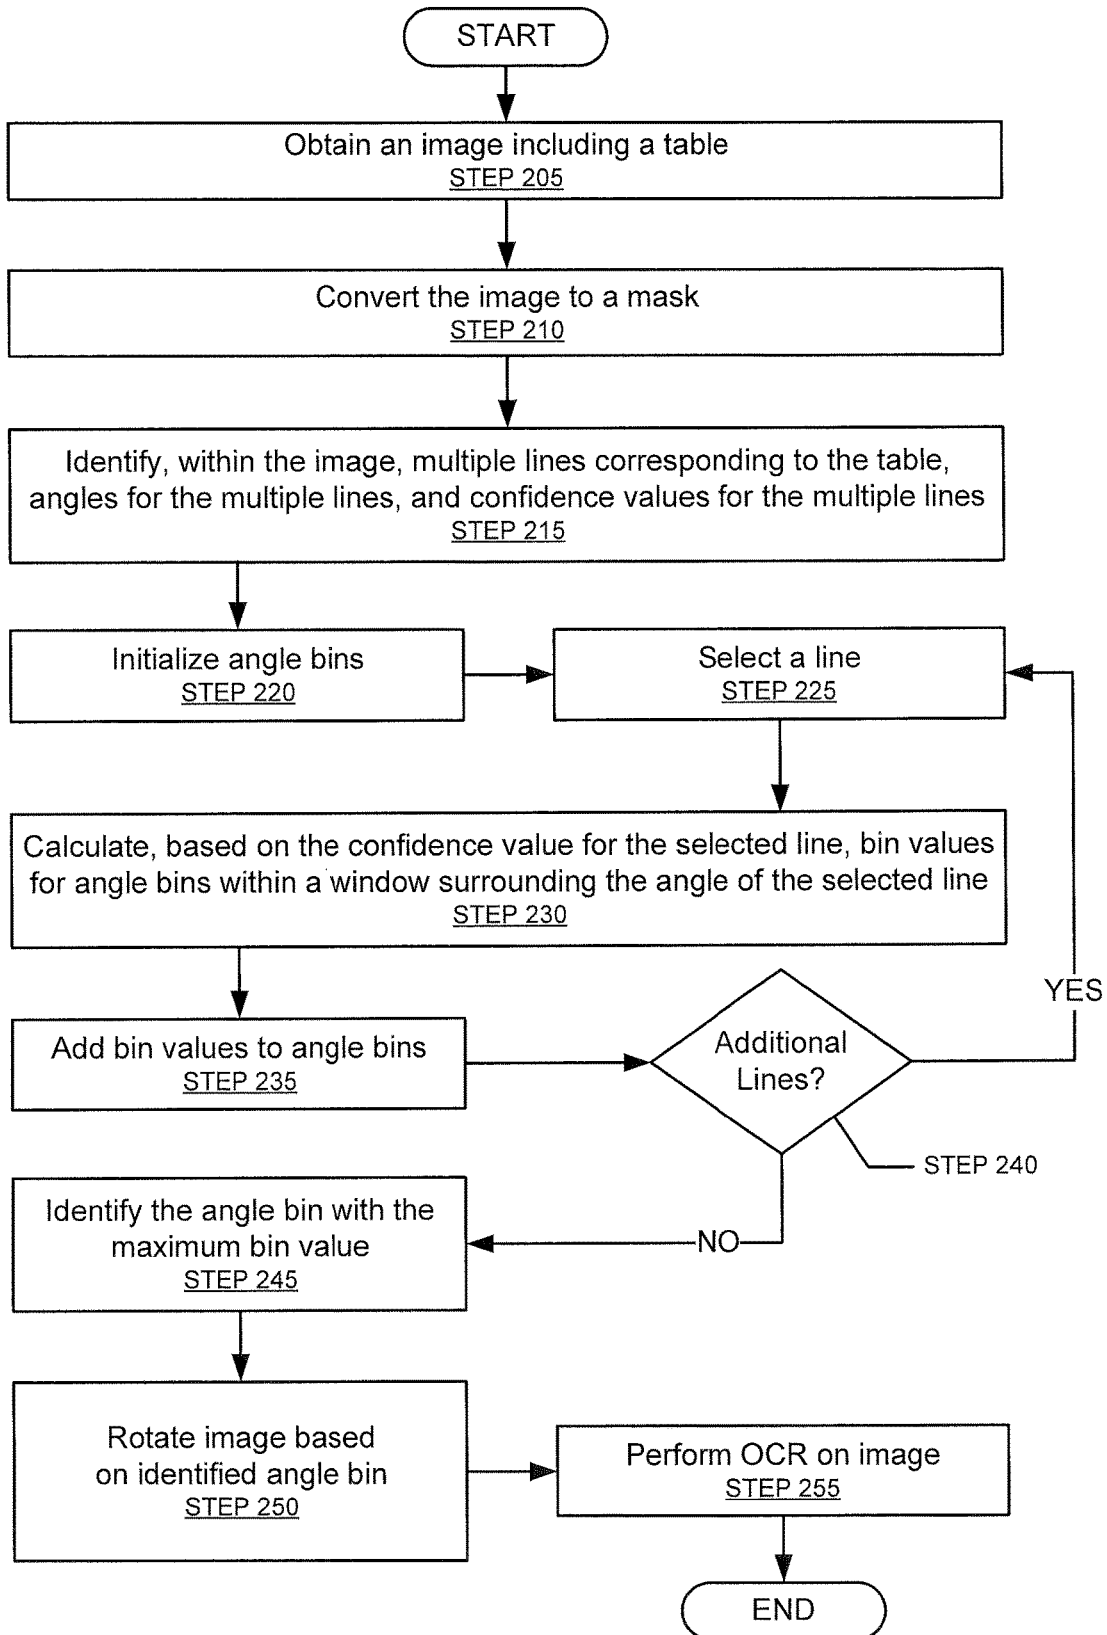 START
Obtain an image including a table
STEP 205
Convert the image to a mask
STEP 210
Identify, within the image, multiple lines corresponding to the table,
angles for the multiple lines, and confidence values for the multiple lines
STEP 215
Initialize angle bins
STEP 220
Select a line
STEP 225
Calculate, based on the confidence value for the selected line, bin values
for angle bins within a window surrounding the angle of the selected line
STEP 230
YES
Add bin values to angle bins
STEP 235
Additional
Lines?
STEP 240
Identify the angle bin with the
maximum bin value
STEP 245
NO
Rotate image based
on identified angle bin
STEP 250
Perform OCR on image
STEP 255
END